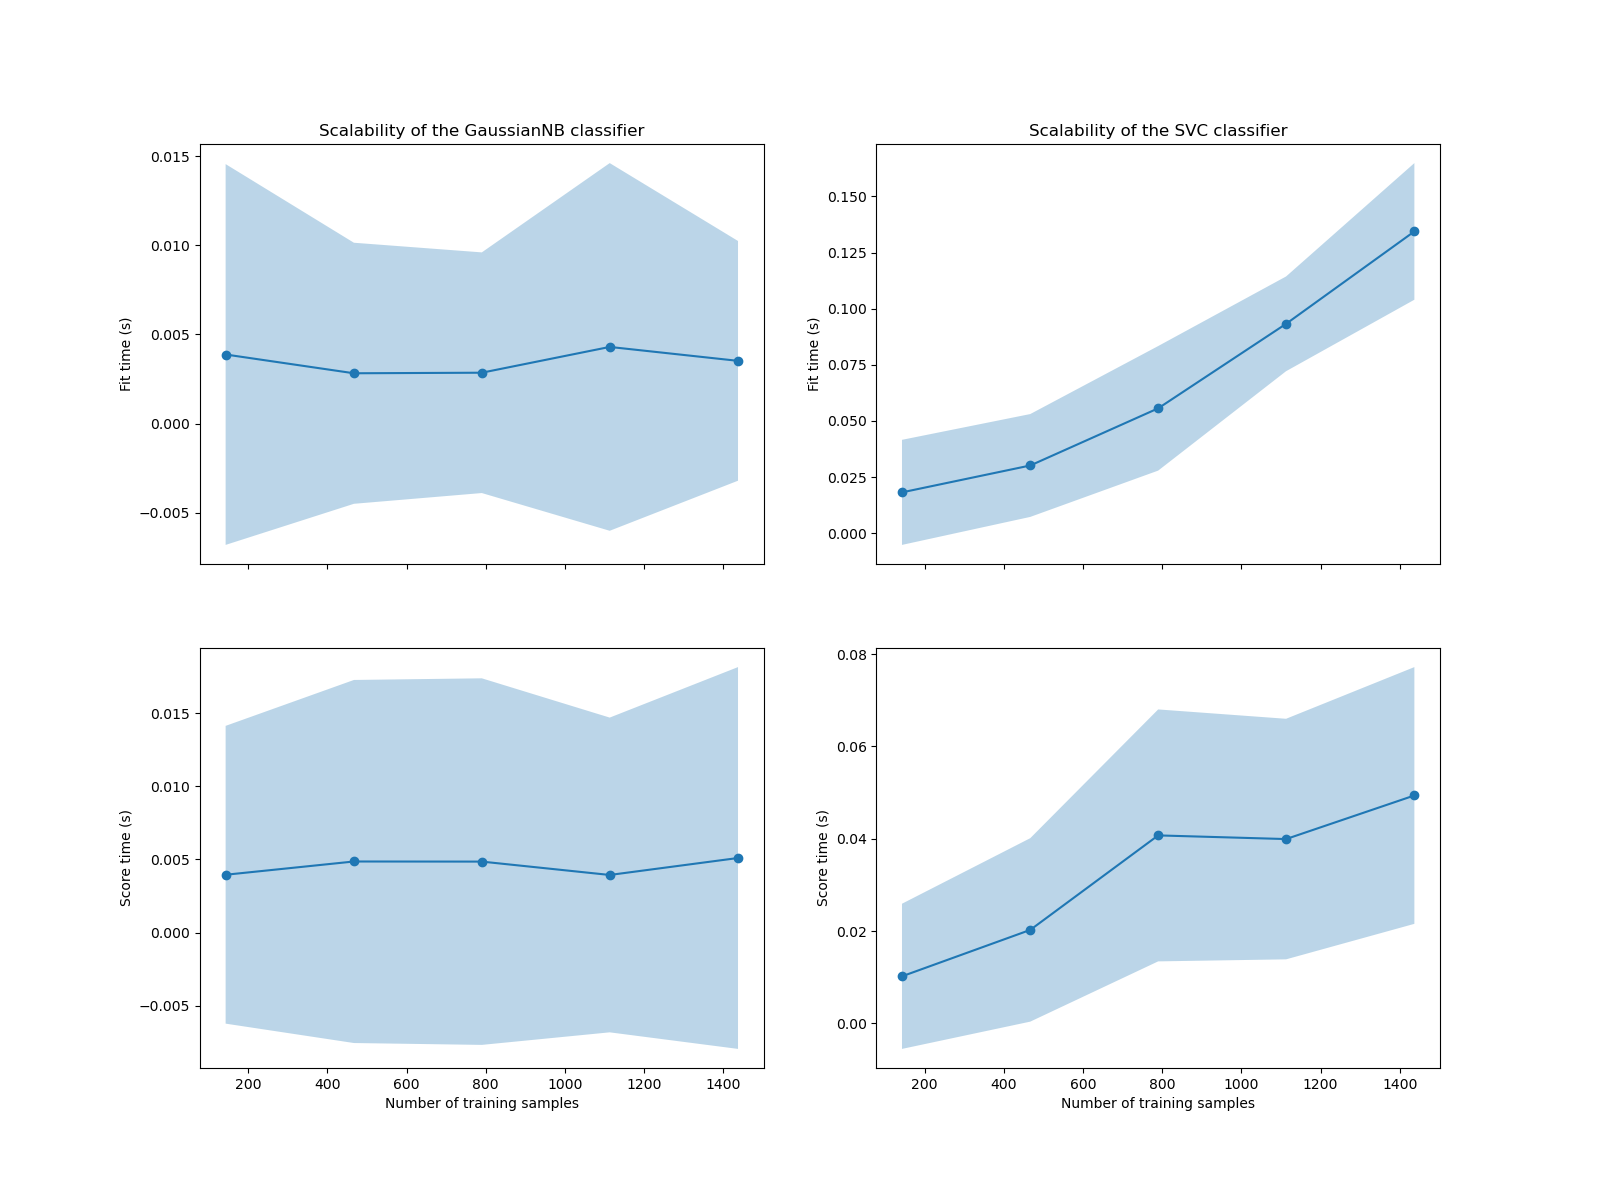 Scalability of the GaussianNB classifier
0.015
0.010
0.005
0.000
−0.005
Fit time (s)
Scalability of the SVC classifier
0.150
0.125
0.100
0.075
0.050
0.025
0.000
Fit time (s)
0.015
0.010
0.005
0.000
−0.005
Score time (s)
200 400 600 800 1000 1200 1400
Number of training samples
0.08
0.06
0.04
0.02
0.00
Score time (s)
200 400 600 800 1000 1200 1400
Number of training samples